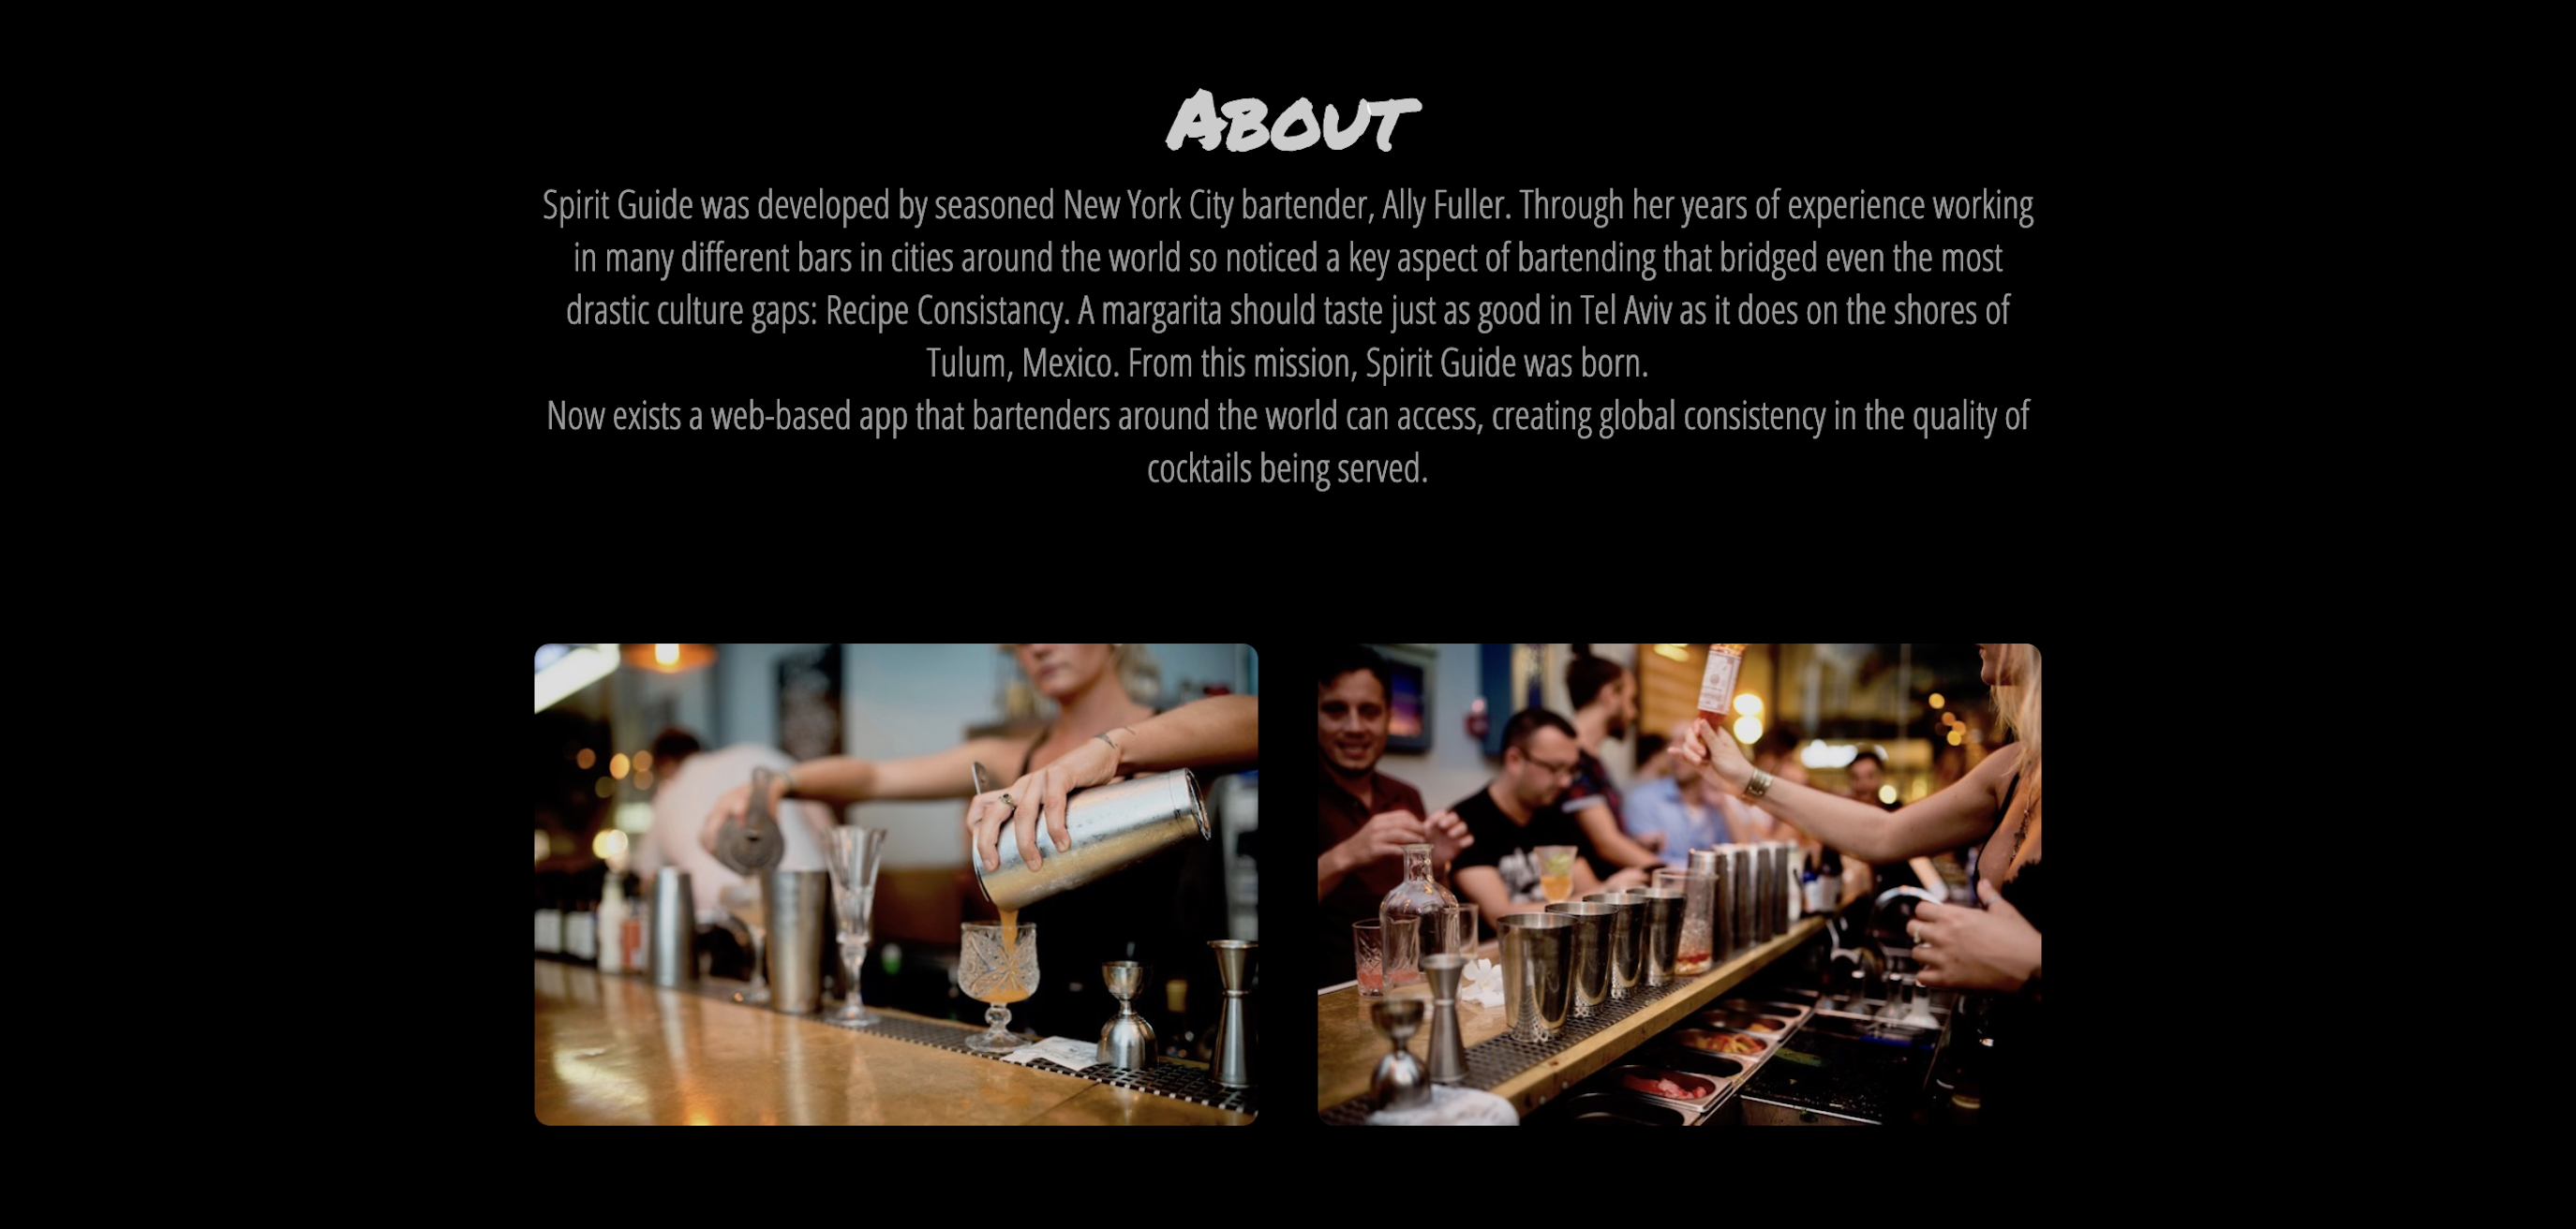 About
Spirit Guide was developed by seasoned New York City bartender, Ally Fuller. Through her years of experience working
in many different bars in cities around the world so noticed a key aspect of bartending that bridged even the most
drastic culture gaps: Recipe Consistancy. A margarita should taste just as good in Tel Aviv as it does on the shores of
Tulum, Mexico. From this mission, Spirit Guide was born.
Now exists a web-based app that bartenders around the world can access, creating global consistency in the quality of
cocktails being served.